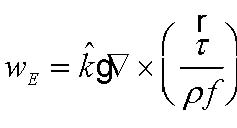 w_E = k̂g∇ × ( r τ / ρf )